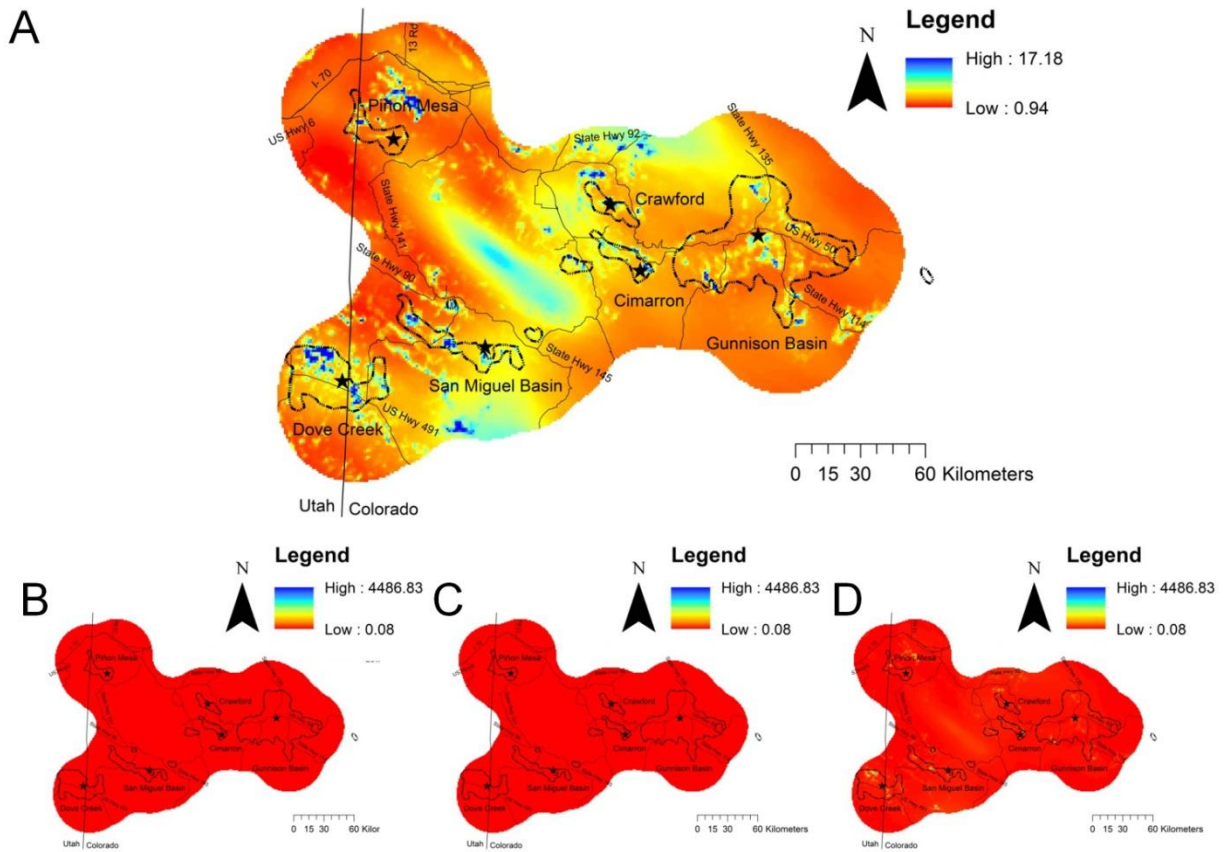 A
N
Legend
High : 17.18
Low : 0.94
13 Rd
I- 70
Piñon Mesa
US Hwy 6
State Hwy 92
State Hwy 135
Crawford
State Hwy 141
US Hwy 50
State Hwy 90
Cimarron
State Hwy 114
Gunnison Basin
State Hwy 145
San Miguel Basin
US Hwy 491
Dove Creek
0 15 30 60 Kilometers
Utah Colorado
B
N
Legend
High : 4486.83
Low : 0.08
Piñon Mesa
Crawford
Cimarron
Gunnison Basin
San Miguel Basin
Dove Creek
0 15 30 60 Kilor
Utah Colorado
C
N
Legend
High : 4486.83
Low : 0.08
Piñon Mesa
Crawford
Cimarron
Gunnison Basin
San Miguel Basin
Dove Creek
0 15 30 60 Kilometers
Utah Colorado
D
N
Legend
High : 4486.83
Low : 0.08
Piñon Mesa
Crawford
Cimarron
Gunnison Basin
San Miguel Basin
Dove Creek
0 15 30 60 Kilometers
Utah Colorado